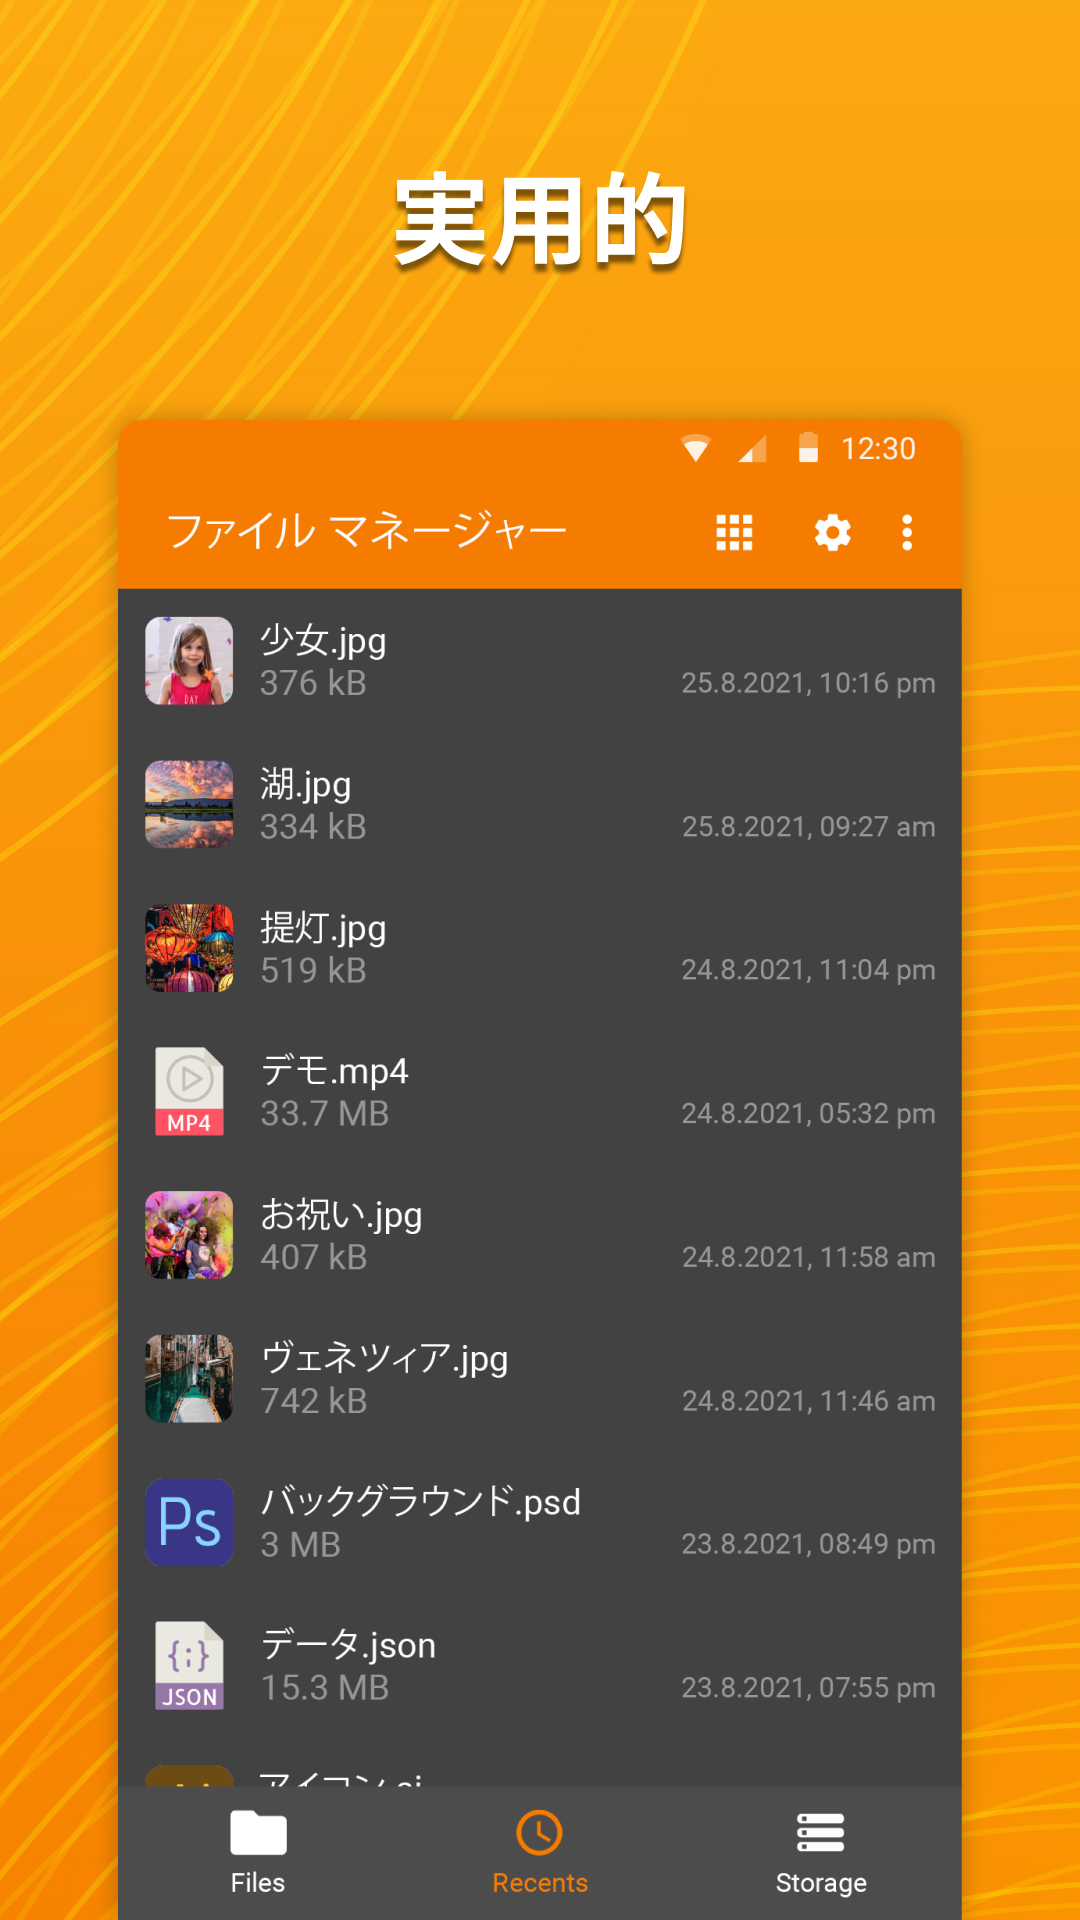 実用的
12:30
ファイル マネージャー
少女.jpg
376 kB
25.8.2021, 10:16 pm
湖.jpg
334 kB
25.8.2021, 09:27 am
提灯.jpg
519 kB
24.8.2021, 11:04 pm
デモ.mp4
33.7 MB
24.8.2021, 05:32 pm
MP4
お祝い.jpg
407 kB
24.8.2021, 11:58 am
ヴェネツィア.jpg
742 kB
24.8.2021, 11:46 am
Ps
バックグラウンド.psd
3 MB
23.8.2021, 08:49 pm
データ.json
15.3 MB
23.8.2021, 07:55 pm
{;}
JSON
アイコン.ai
Files
Recents
Storage